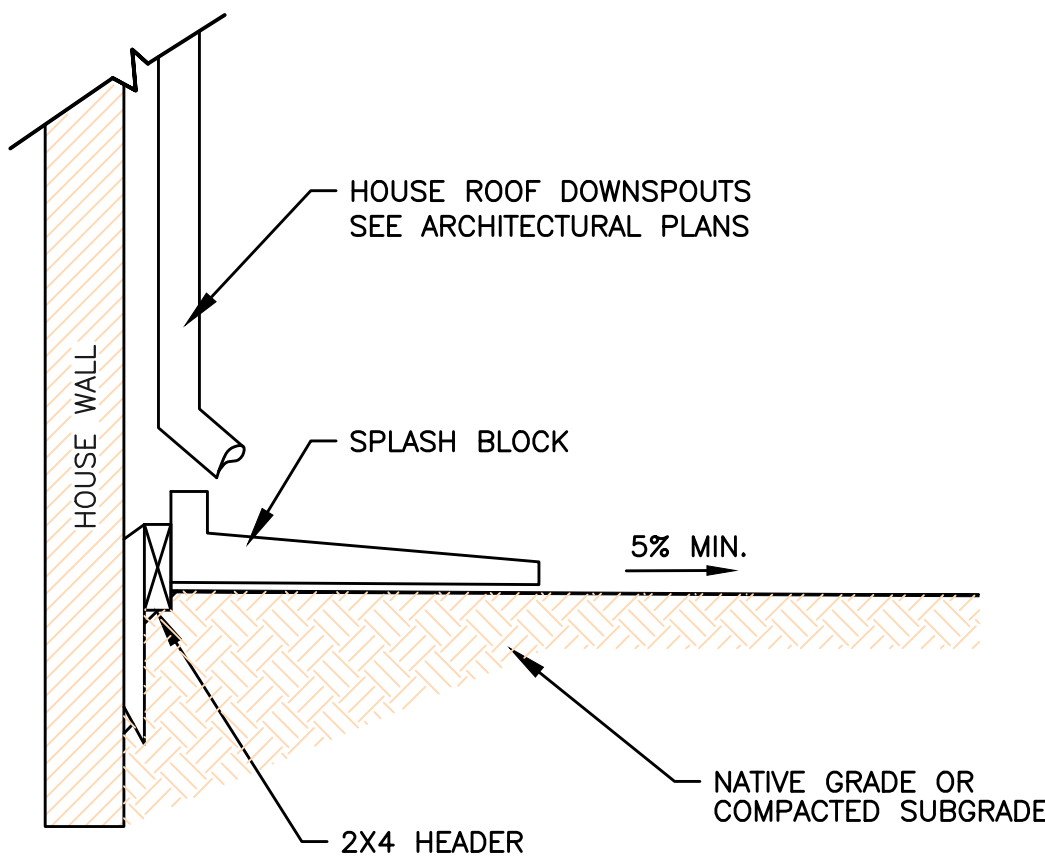 HOUSE ROOF DOWNSPOUTS
SEE ARCHITECTURAL PLANS
HOUSE WALL
SPLASH BLOCK
5% MIN.
NATIVE GRADE OR
COMPACTED SUBGRADE
2X4 HEADER